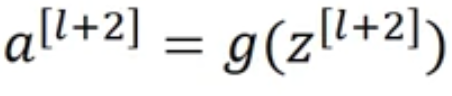 a^{[l+2]} = g(z^{[l+2]})